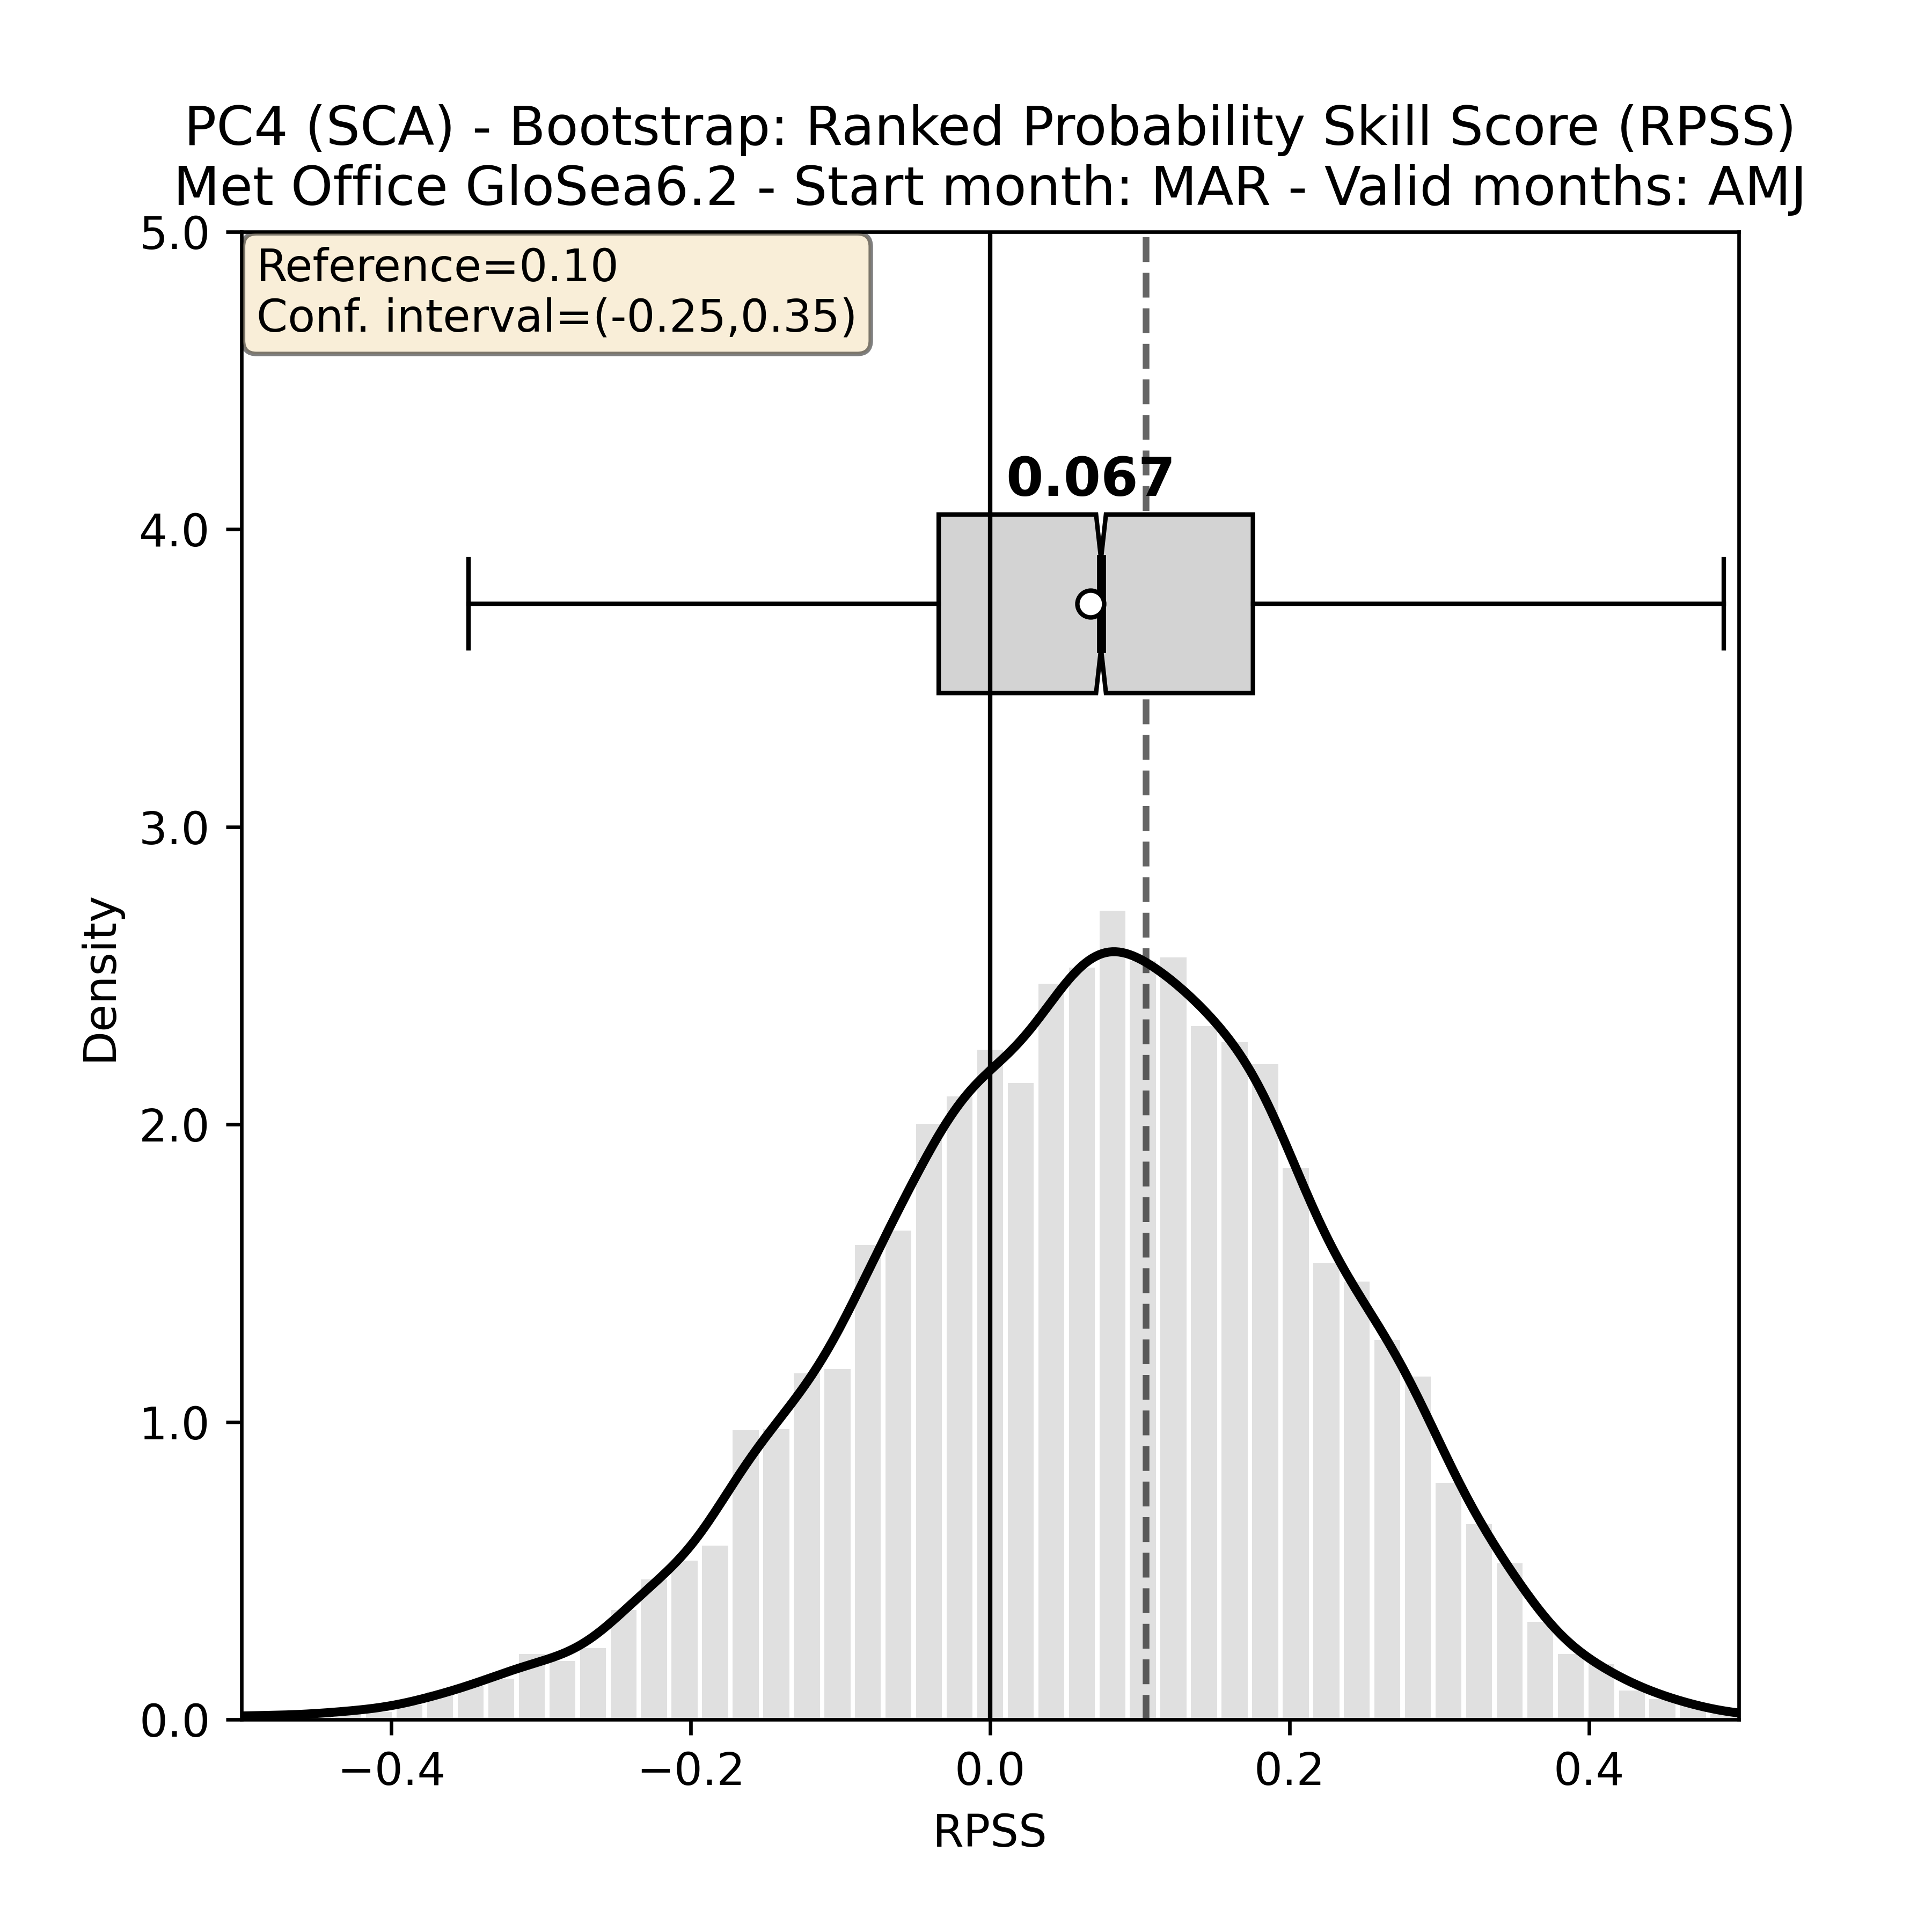 PC4 (SCA) - Bootstrap: Ranked Probability Skill Score (RPSS)
Met Office GloSea6.2 - Start month: MAR - Valid months: AMJ
Reference=0.10
Conf. interval=(-0.25,0.35)
0.067
5.0
4.0
3.0
2.0
1.0
0.0
Density
−0.4
−0.2
0.0
0.2
0.4
RPSS